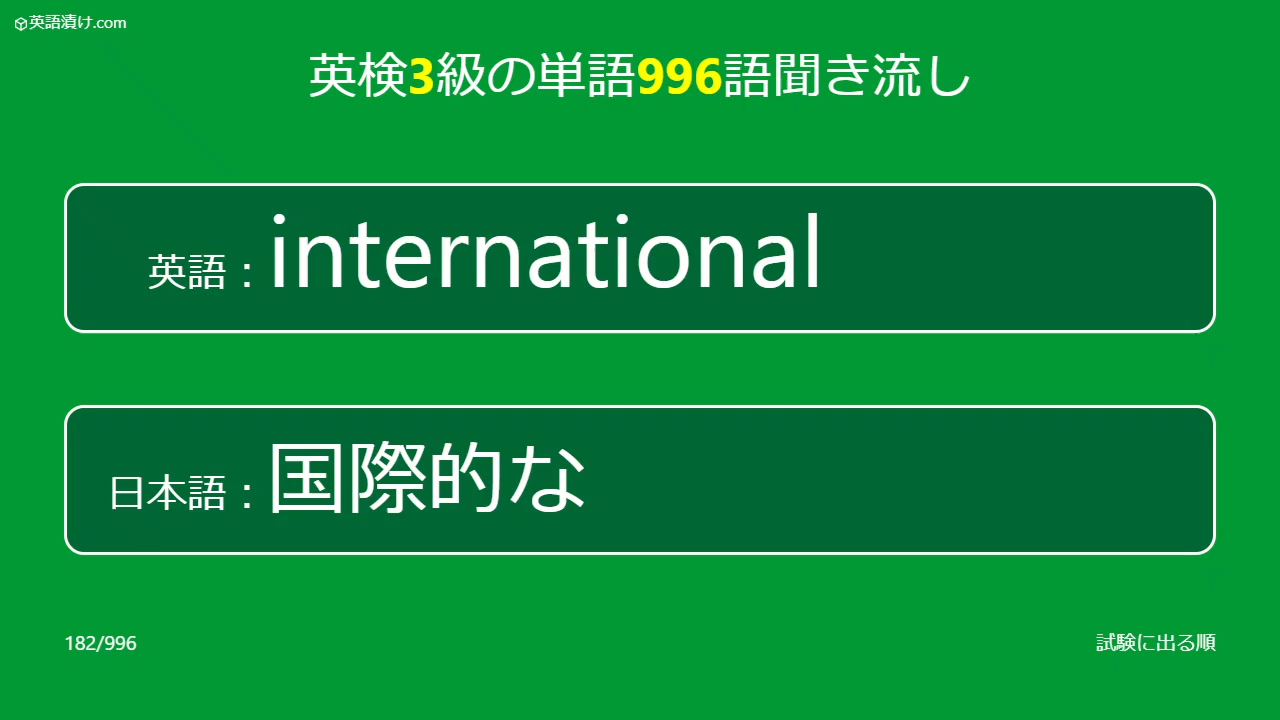 英語漬け.com
英検3級の単語996語聞き流し
英語：international
日本語：国際的な
182/996
試験に出る順